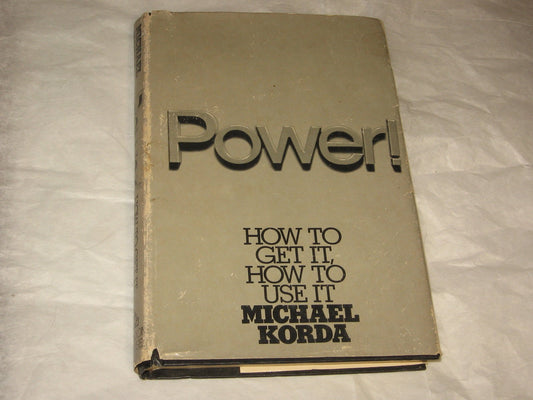 Power!
HOW TO
GET IT,
HOW TO
USE IT
MICHAEL
KORDA